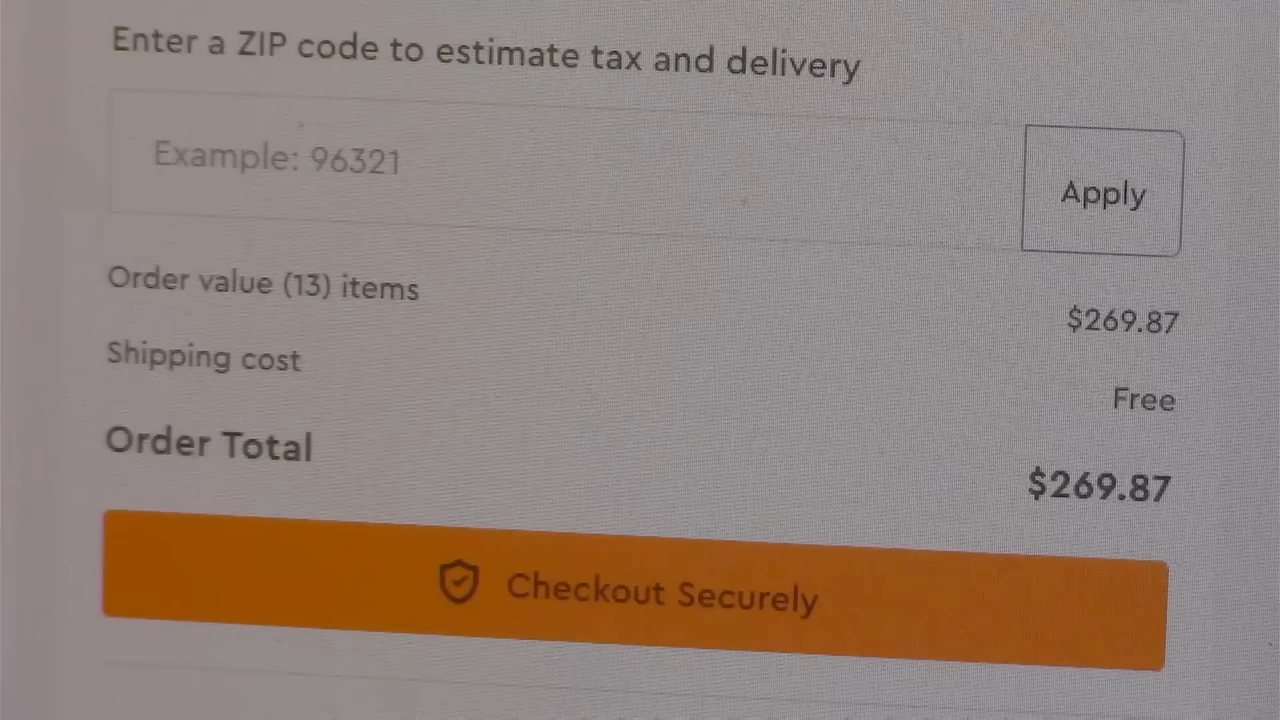 Enter a ZIP code to estimate tax and delivery
Example: 96321
Apply
Order value (13) items
$269.87
Shipping cost
Free
Order Total
$269.87
Checkout Securely